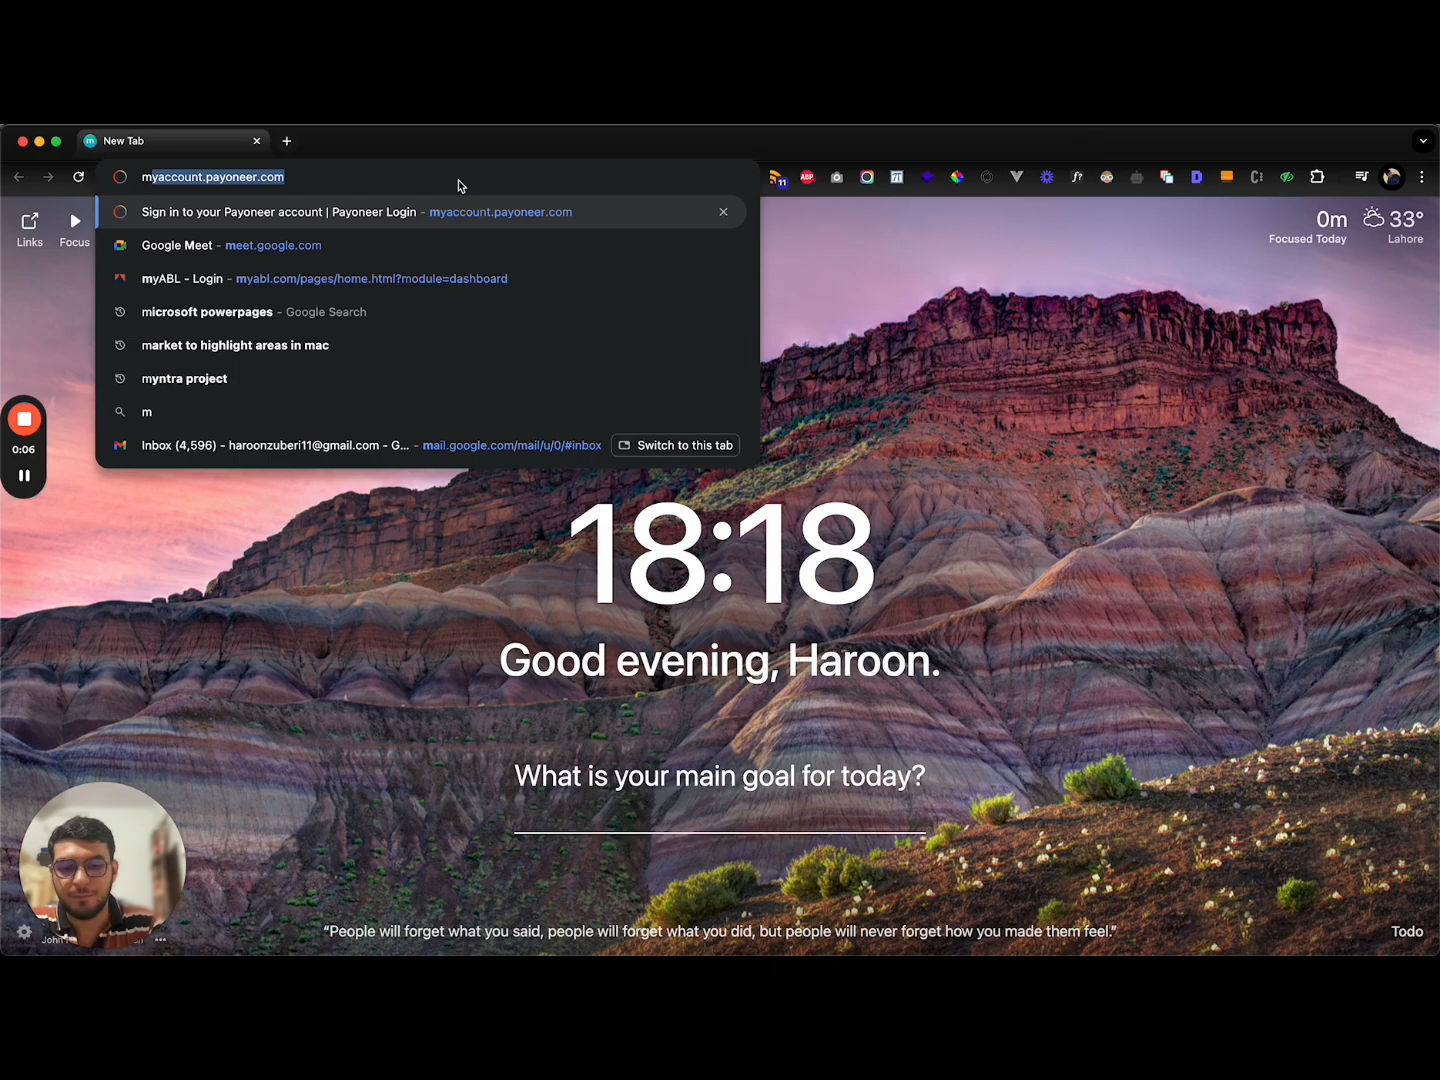 New Tab
myaccount.payoneer.com
11
ABP
f?
D
Sign in to your Payoneer account | Payoneer Login - myaccount.payoneer.com
Google Meet - meet.google.com
myABL - Login - myabl.com/pages/home.html?module=dashboard
microsoft powerpages - Google Search
market to highlight areas in mac
myntra project
m
Inbox (4,596) - haroonzuberi11@gmail.com - G... - mail.google.com/mail/u/0/#inbox Switch to this tab
Links Focus
0m 33°
Focused Today Lahore
0:06
18:18
Good evening, Haroon.
What is your main goal for today?
John
“People will forget what you said, people will forget what you did, but people will never forget how you made them feel.”
Todo